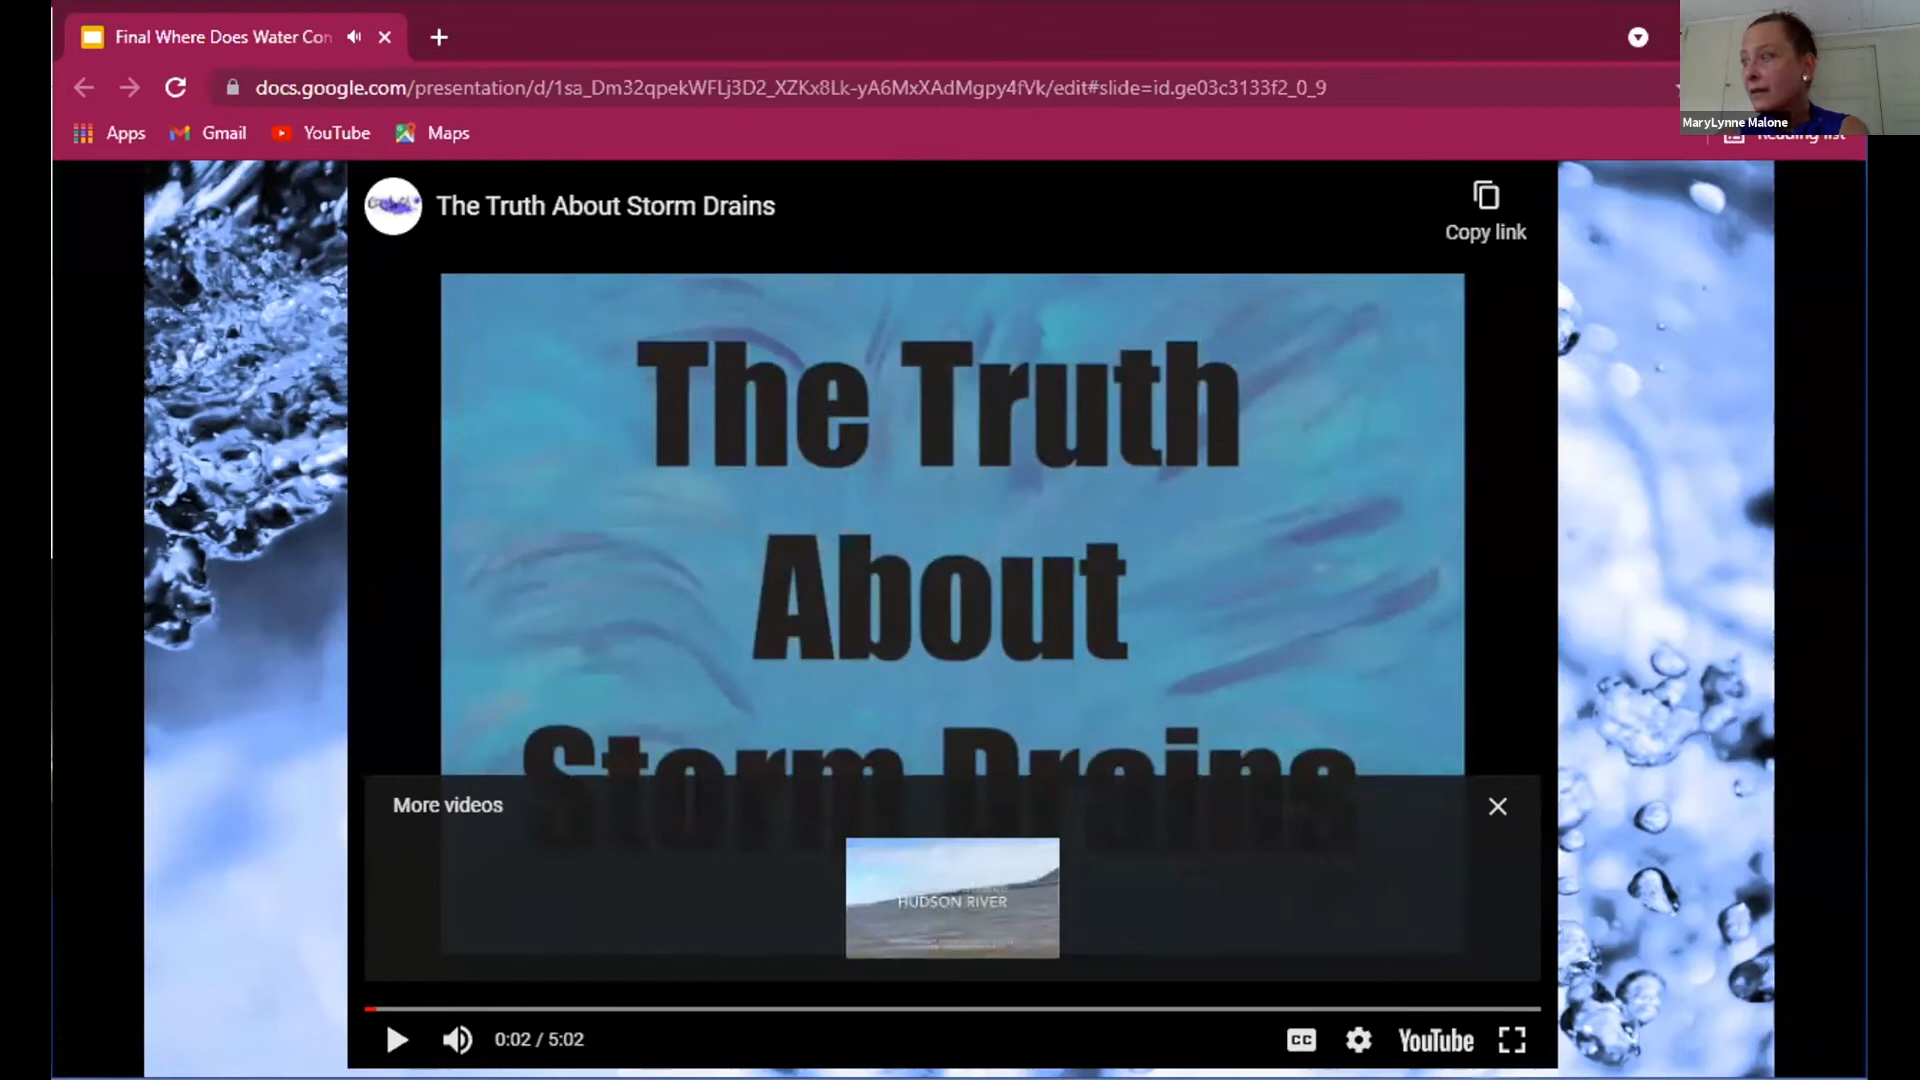 Final Where Does Water Con
docs.google.com/presentation/d/1sa_Dm32qpekWFLj3D2_XZKx8Lk-yA6MxXAdMgpy4fVk/edit#slide=id.ge03c3133f2_0_9
MaryLynne Malone
Apps
Gmail
YouTube
Maps
Reading list
The Truth About Storm Drains
Copy link
The Truth
About
Storm Drains
More videos
HUDSON RIVER
0:02 / 5:02
CC
YouTube